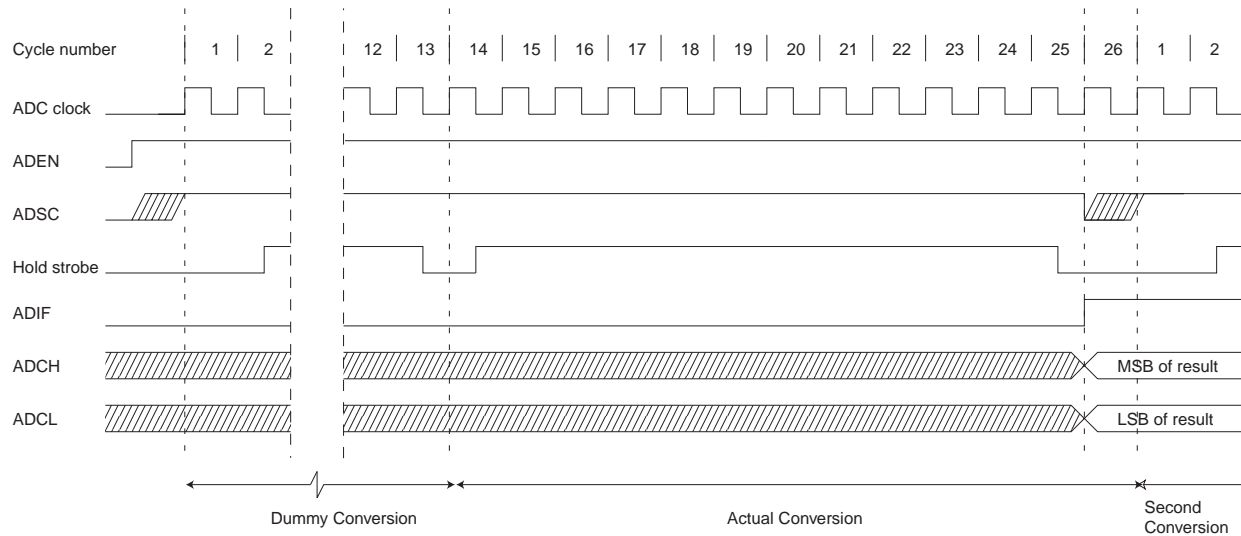 Cycle number 1 2 12 13 14 15 16 17 18 19 20 21 22 23 24 25 26 1 2
ADC clock
ADEN
ADSC
Hold strobe
ADIF
ADCH MSB of result
ADCL LSB of result
Dummy Conversion Actual Conversion Second
Conversion